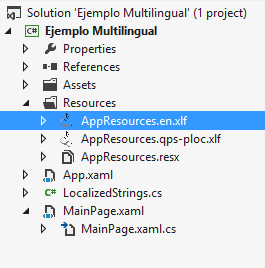 Solution 'Ejemplo Multilingual' (1 project)
C# Ejemplo Multilingual
Properties
References
Assets
Resources
AppResources.en.xlf
AppResources.qps-ploc.xlf
AppResources.resx
App.xaml
C# LocalizedStrings.cs
MainPage.xaml
MainPage.xaml.cs